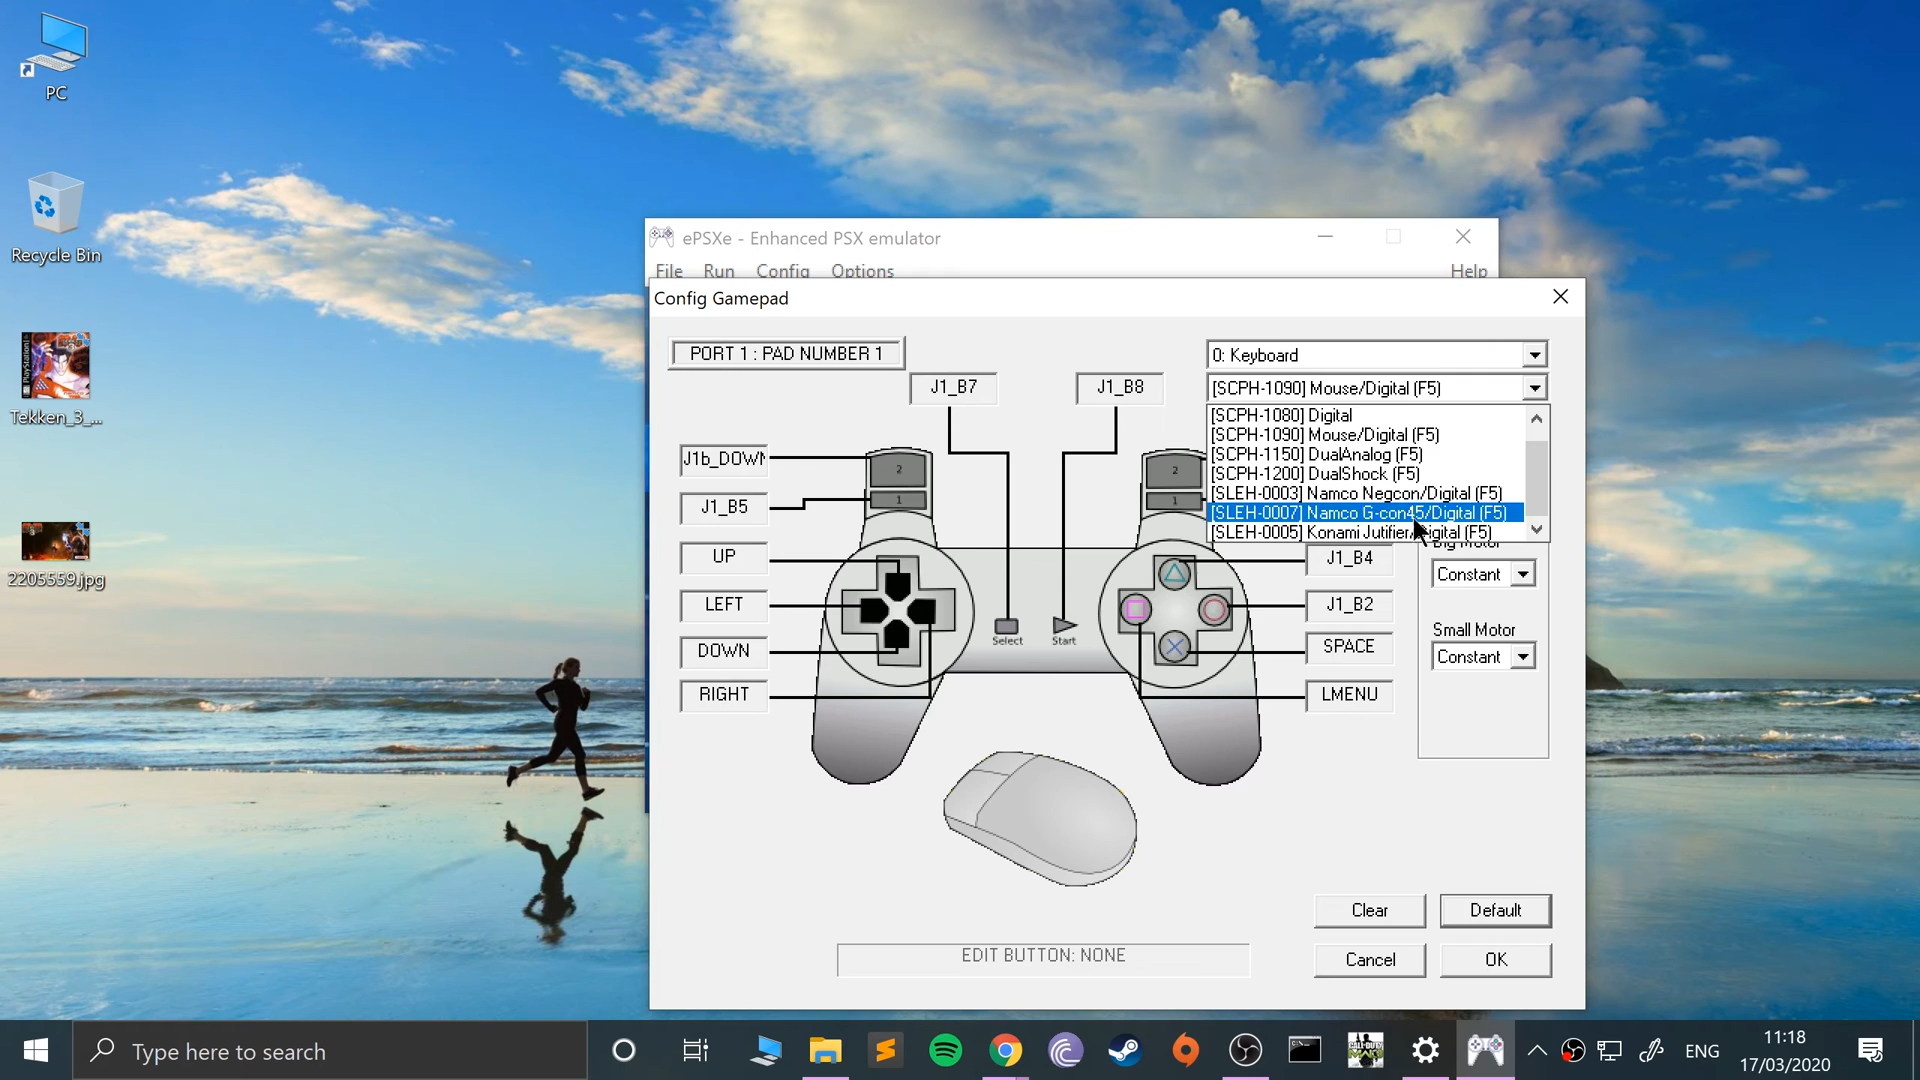 PC
Recycle Bin
Tekken_3_...
2205559.jpg
ePSXe - Enhanced PSX emulator
File Run Config Options Help
Config Gamepad
PORT 1 : PAD NUMBER 1
0: Keyboard
[SCPH-1090] Mouse/Digital (F5)
[SCPH-1080] Digital
[SCPH-1090] Mouse/Digital (F5)
[SCPH-1150] DualAnalog (F5)
[SCPH-1200] DualShock (F5)
[SLEH-0003] Namco Negcon/Digital (F5)
[SLEH-0007] Namco G-con45/Digital (F5)
[SLEH-0005] Konami Jutifier/Digital (F5)
J1_B7
J1_B8
J1b_DOWN
J1_B5
UP
LEFT
DOWN
RIGHT
2
1
2
1
Select
Start
J1_B4
J1_B2
SPACE
LMENU
Big Motor
Constant
Small Motor
Constant
EDIT BUTTON: NONE
Clear
Default
Cancel
OK
Type here to search
ENG
11:18
17/03/2020